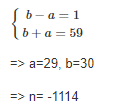 b − a = 1
b + a = 59
=> a=29, b=30
=> n= -1114